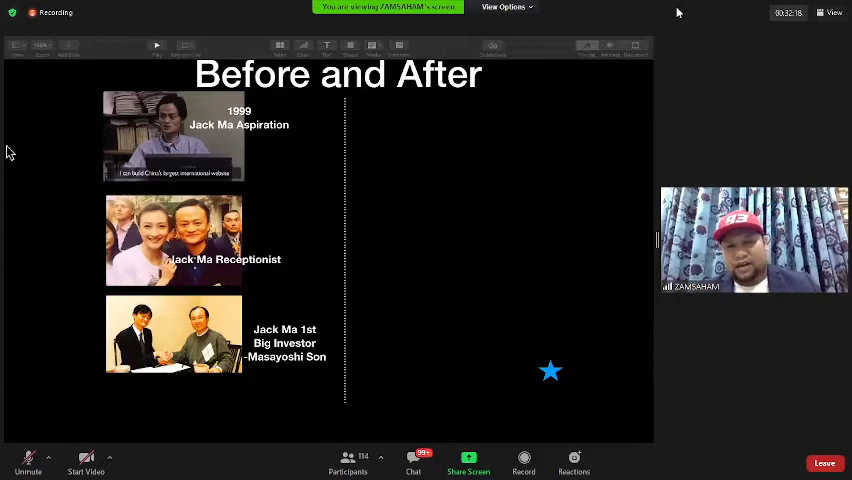 Recording
You are viewing ZAMSAHAM's screen
View Options
00:32:18
View
Before and After
1999
Jack Ma Aspiration
I can build China's largest international website
Jack Ma Receptionist
Jack Ma 1st
Big Investor
-Masayoshi Son
93
ZAMSAHAM
Unmute
Start Video
114
Participants
99+
Chat
Share Screen
Record
Reactions
Leave